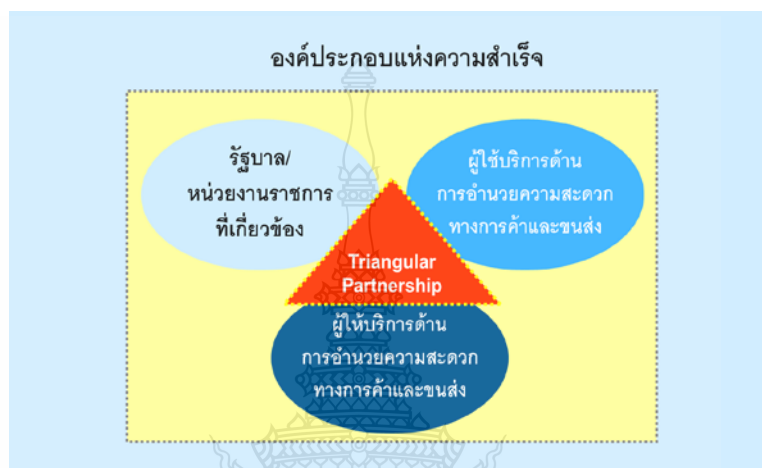 องค์ประกอบแห่งความสำเร็จ
รัฐบาล/
หน่วยงานราชการ
ที่เกี่ยวข้อง
ผู้ใช้บริการด้าน
การอำนวยความสะดวก
ทางการค้าและขนส่ง
Triangular
Partnership
ผู้ให้บริการด้าน
การอำนวยความสะดวก
ทางการค้าและขนส่ง